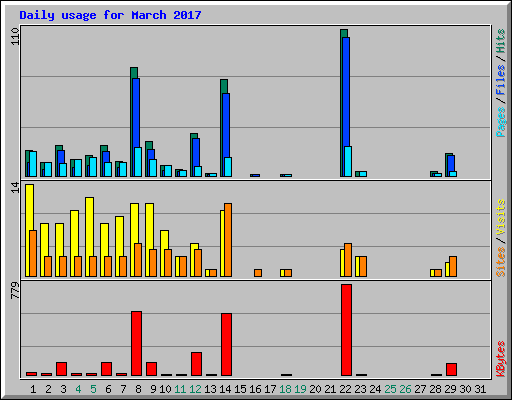 Daily usage for March 2017
110
Pages / Files / Hits
14
Sites / Visits
779
KBytes
1 2 3 4 5 6 7 8 9 10 11 12 13 14 15 16 17 18 19 20 21 22 23 24 25 26 27 28 29 30 31